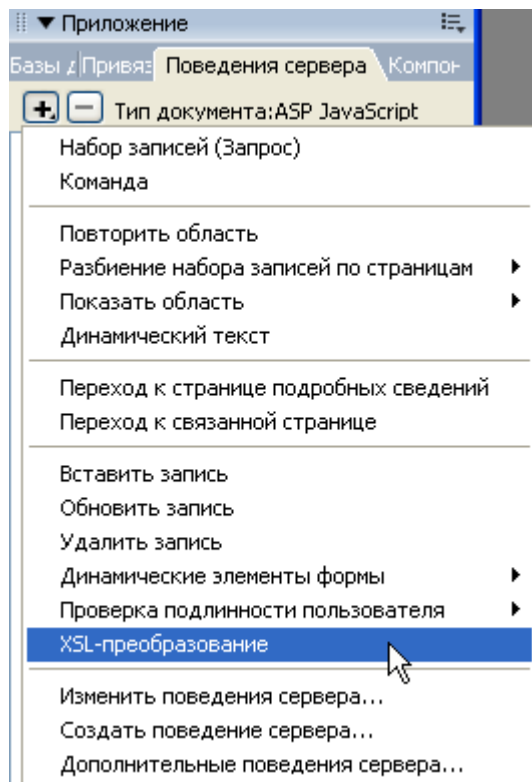 Приложение
Базы д Привяз Поведения сервера Компон
Тип документа:ASP JavaScript
Набор записей (Запрос)
Команда
Повторить область
Разбиение набора записей по страницам
Показать область
Динамический текст
Переход к странице подробных сведений
Переход к связанной странице
Вставить запись
Обновить запись
Удалить запись
Динамические элементы формы
Проверка подлинности пользователя
XSL-преобразование
Изменить поведения сервера...
Создать поведение сервера...
Дополнительные поведения сервера...